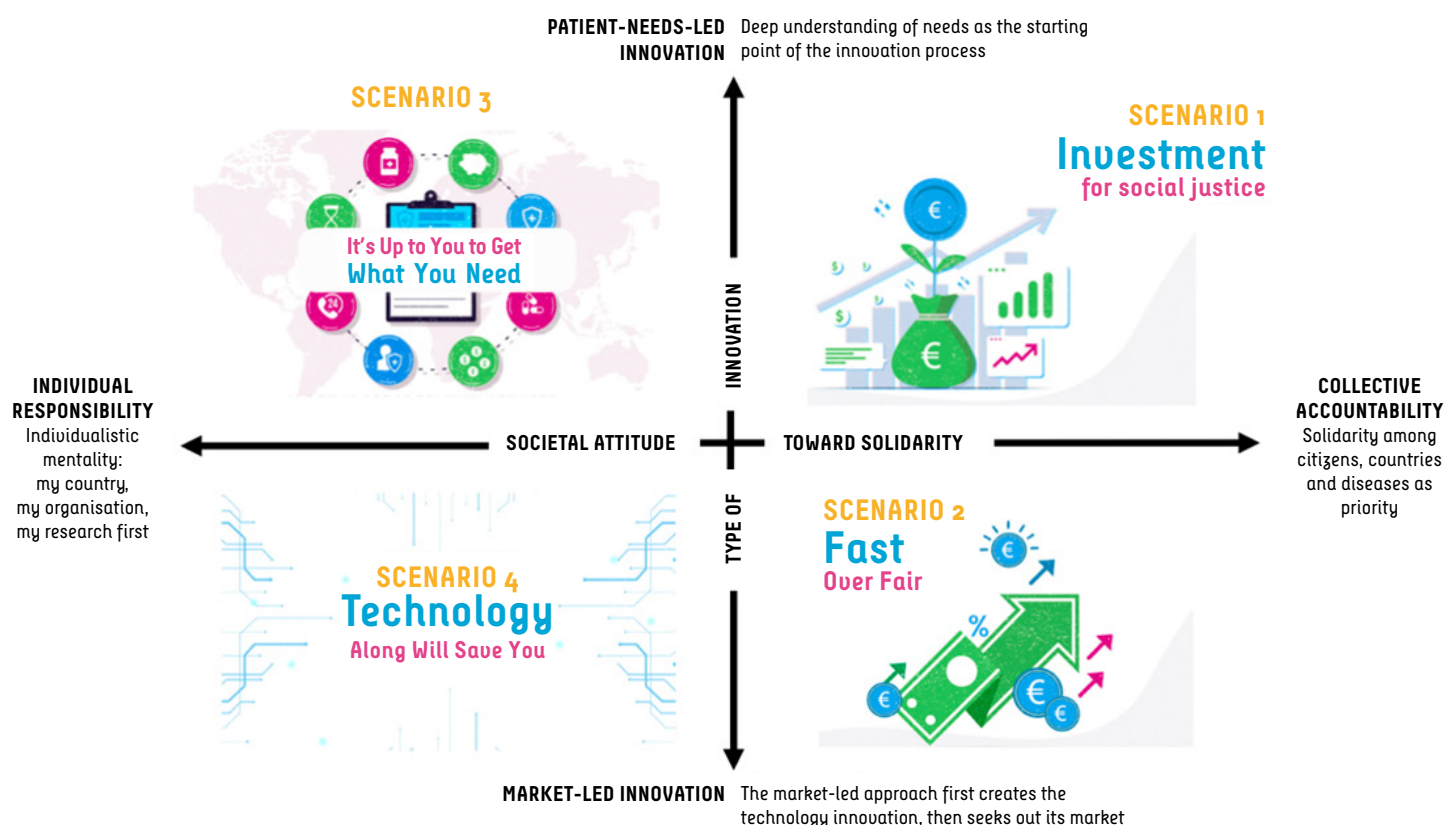 PATIENT-NEEDS-LED
INNOVATION
Deep understanding of needs as the starting
point of the innovation process
SCENARIO 3
It's Up to You to Get
What You Need
24
SCENARIO 1
Investment
for social justice
€
$
$
$
€
INDIVIDUAL
RESPONSIBILITY
Individualistic
mentality:
my country,
my organisation,
my research first
SOCIETAL ATTITUDE
TOWARD SOLIDARITY
TYPE OF
INNOVATION
COLLECTIVE
ACCOUNTABILITY
Solidarity among
citizens, countries
and diseases as
priority
SCENARIO 4
Technology
Along Will Save You
SCENARIO 2
Fast
Over Fair
€
%
€
€
€
MARKET-LED INNOVATION
The market-led approach first creates the
technology innovation, then seeks out its market